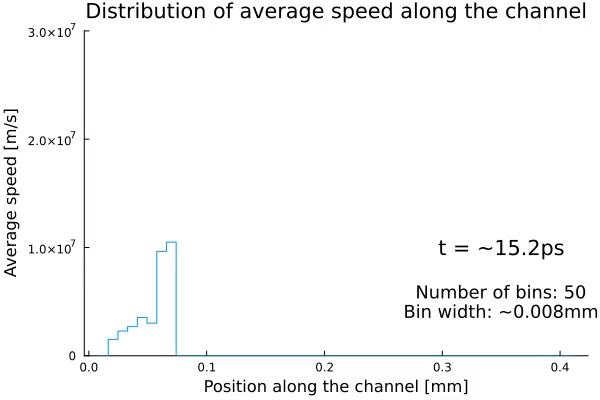 Distribution of average speed along the channel
3.0×10⁷
2.0×10⁷
1.0×10⁷
0
Average speed [m/s]
t = ~15.2ps
Number of bins: 50
Bin width: ~0.008mm
0.0 0.1 0.2 0.3 0.4
Position along the channel [mm]